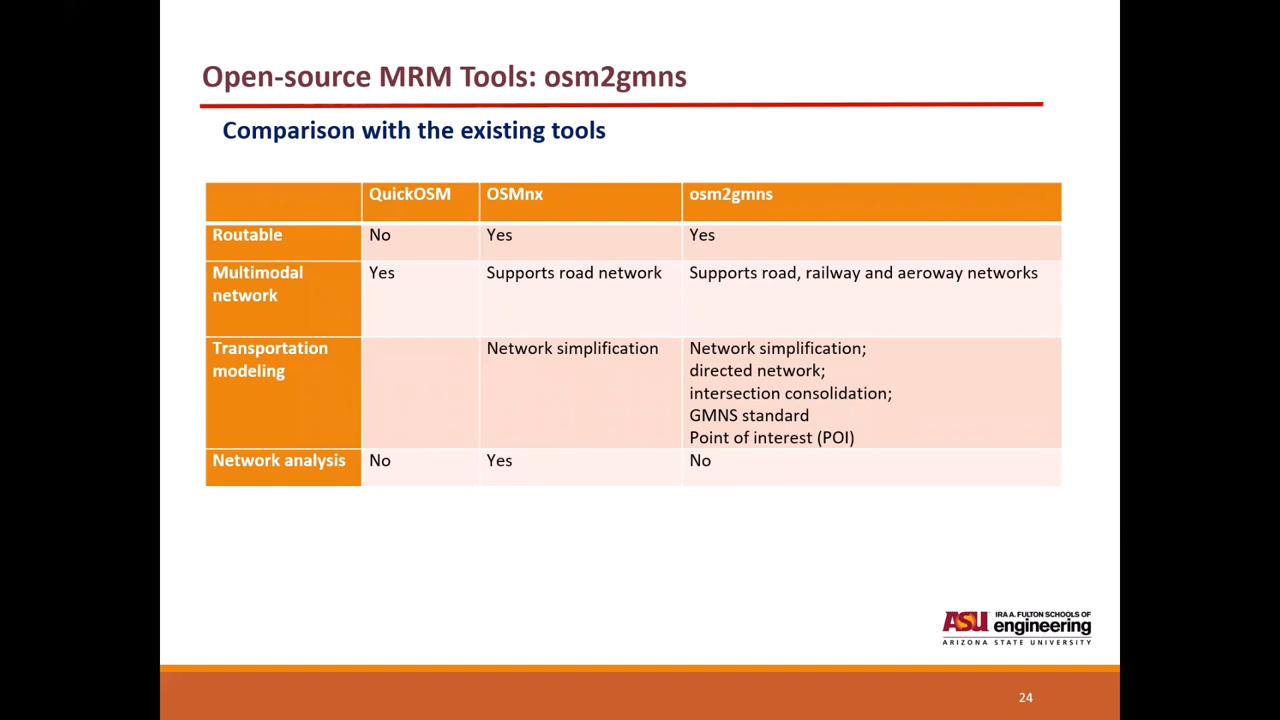 Open-source MRM Tools: osm2gmns
Comparison with the existing tools
QuickOSM OSMnx osm2gmns
Routable No Yes Yes
Multimodal network Yes Supports road network Supports road, railway and aeroway networks
Transportation modeling Network simplification Network simplification;
directed network;
intersection consolidation;
GMNS standard
Point of interest (POI)
Network analysis No Yes No
ASU IRA A. FULTON SCHOOLS OF
engineering
ARIZONA STATE UNIVERSITY
24